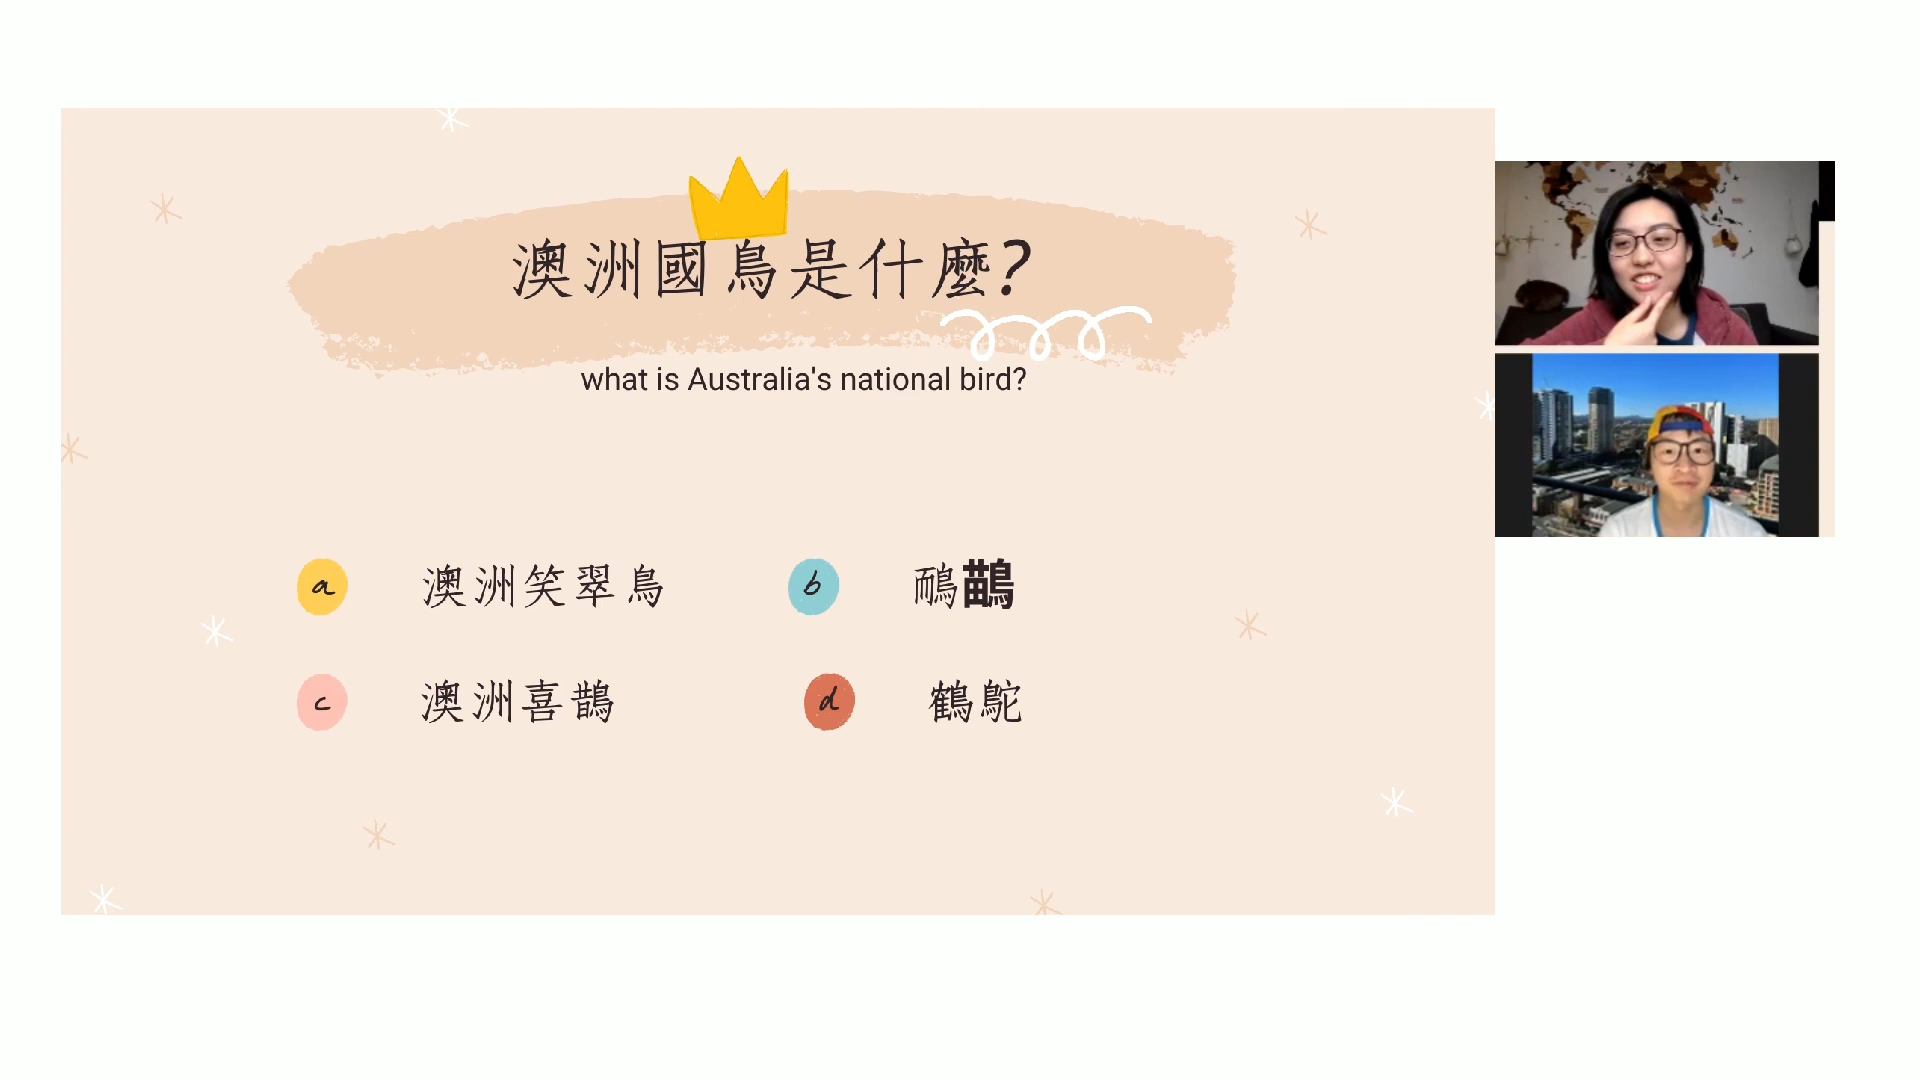 澳洲國鳥是什麼?
what is Australia's national bird?
a 澳洲笑翠鳥
b 鴯鶓
c 澳洲喜鵲
d 鶴鴕